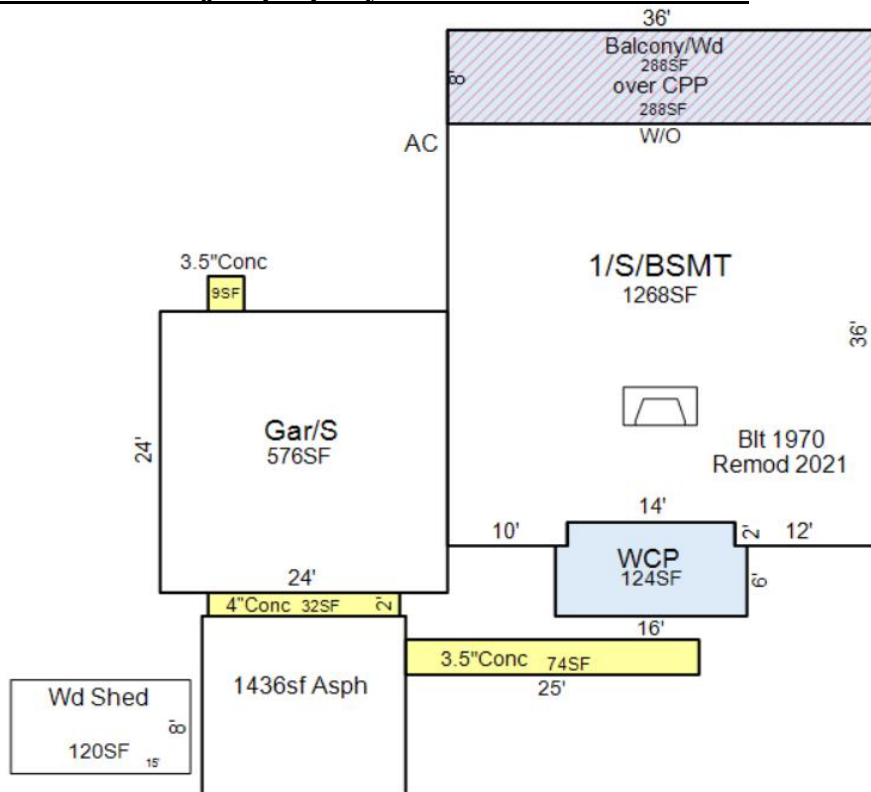 36'
Balcony/Wd
288SF
8'
over CPP
288SF
W/O
AC
3.5"Conc
9SF
1/S/BSMT
1268SF
36'
24'
Gar/S
576SF
Blt 1970
Remod 2021
14'
10'
2'
12'
WCP
124SF
6'
24'
4"Conc 32SF
2'
16'
3.5"Conc 74SF
25'
1436sf Asph
Wd Shed
8'
120SF
15'